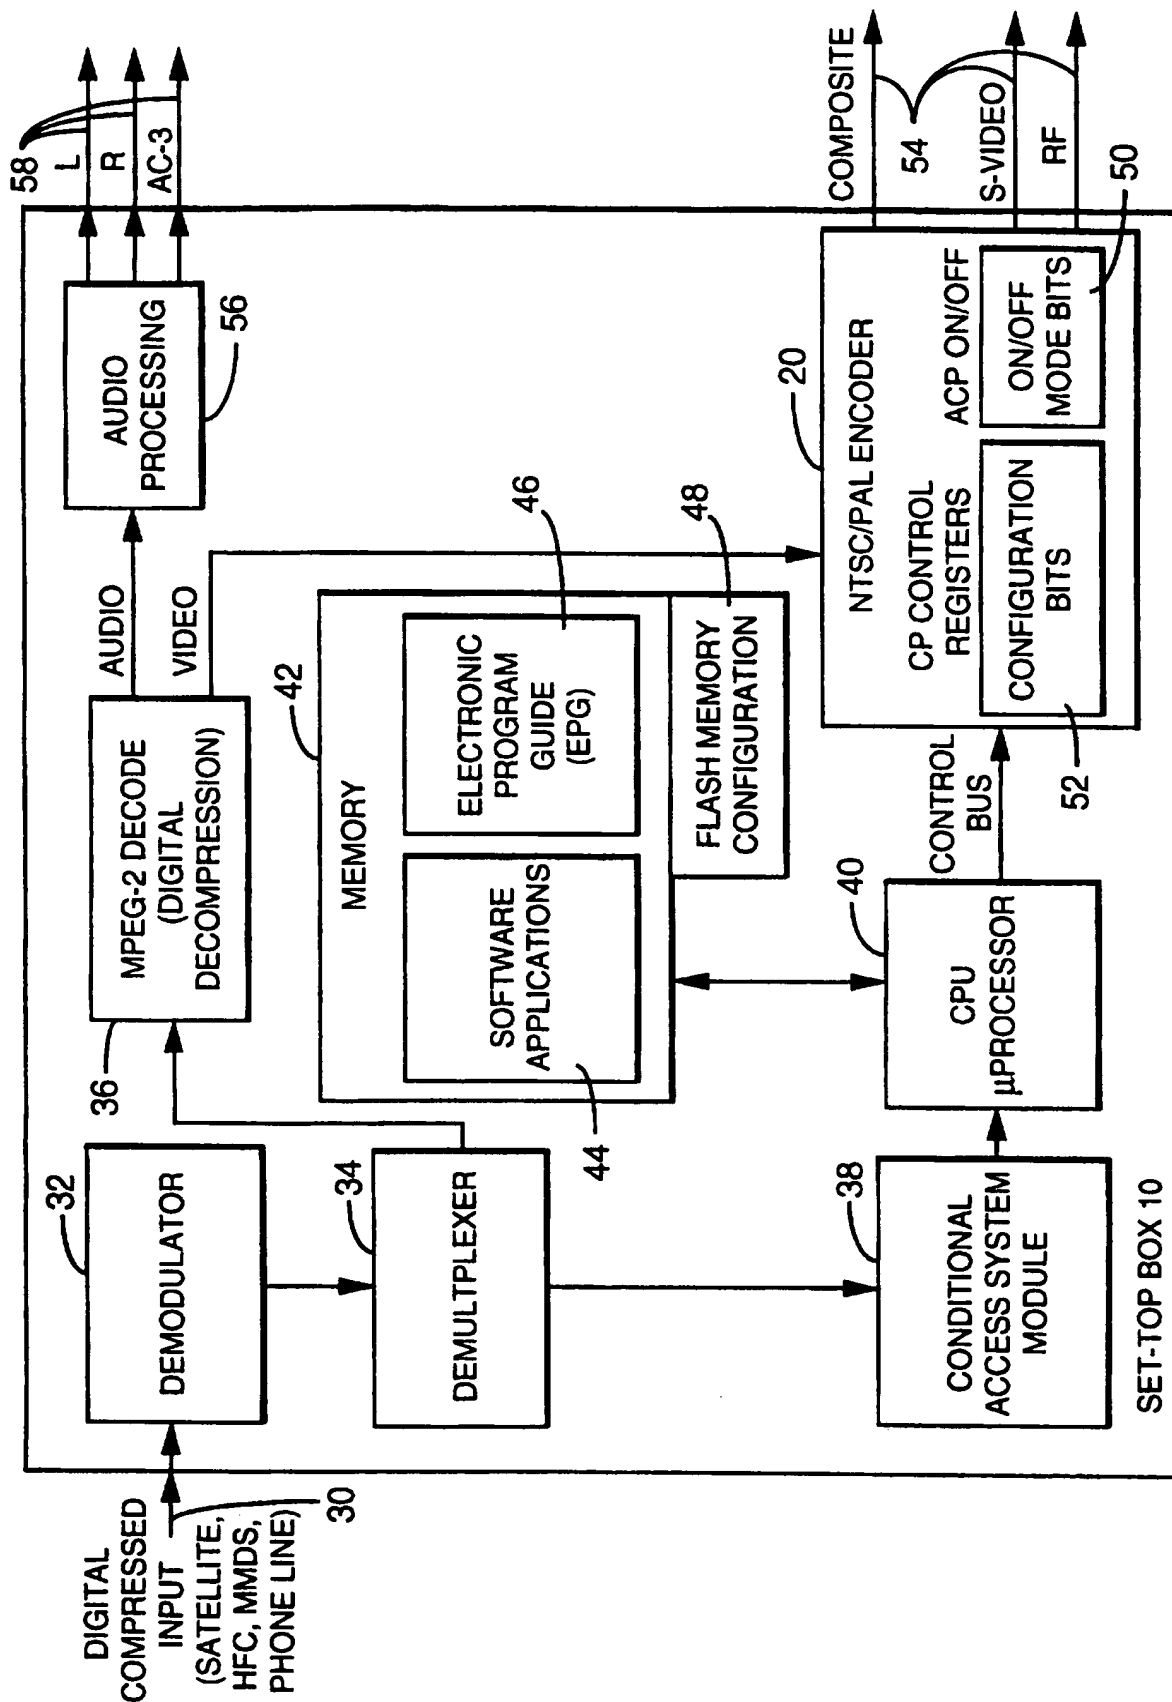 DIGITAL
COMPRESSED
INPUT
(SATELLITE,
HFC, MMDS,
PHONE LINE)
30
32
DEMODULATOR
34
DEMULTPLEXER
36
MPEG-2 DECODE
(DIGITAL
DECOMPRESSION)
AUDIO
VIDEO
AUDIO
PROCESSING
56
58
L
R
AC-3
42
MEMORY
SOFTWARE
APPLICATIONS
44
ELECTRONIC
PROGRAM
GUIDE
(EPG)
46
FLASH MEMORY
CONFIGURATION
48
38
CONDITIONAL
ACCESS SYSTEM
MODULE
40
CPU
µPROCESSOR
CONTROL
BUS
20
NTSC/PAL ENCODER
CP CONTROL
REGISTERS
ACP ON/OFF
CONFIGURATION
BITS
52
ON/OFF
MODE BITS
50
COMPOSITE
54
S-VIDEO
RF
SET-TOP BOX 10